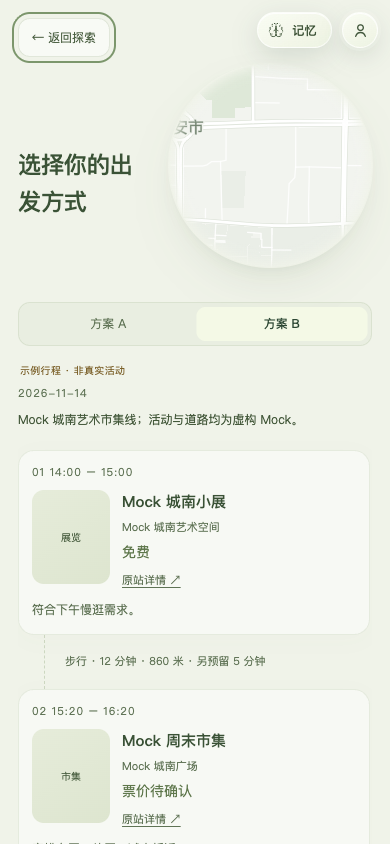 ← 返回探索
记忆
安市
选择你的出
发方式
方案 A
方案 B
示例行程 · 非真实活动
2026-11-14
Mock 城南艺术市集线；活动与道路均为虚构 Mock。
01 14:00 — 15:00
展览
Mock 城南小展
Mock 城南艺术空间
免费
原站详情 ↗
符合下午慢逛需求。
步行 · 12 分钟 · 860 米 · 另预留 5 分钟
02 15:20 — 16:20
市集
Mock 周末市集
Mock 城南广场
票价待确认
原站详情 ↗